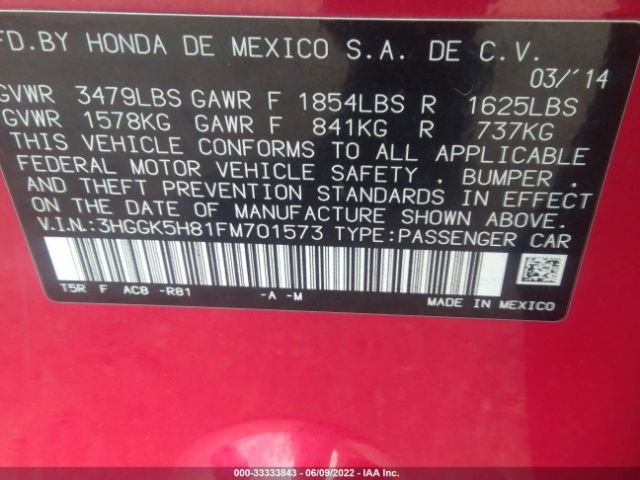 FD.BY HONDA DE MEXICO S.A. DE C.V.
03/'14
GVWR 3479LBS GAWR F 1854LBS R 1625LBS
GVWR 1578KG GAWR F 841KG R 737KG
THIS VEHICLE CONFORMS TO ALL APPLICABLE
FEDERAL MOTOR VEHICLE SAFETY . BUMPER .
AND THEFT PREVENTION STANDARDS IN EFFECT
ON THE DATE OF MANUFACTURE SHOWN ABOVE.
V.I.N.:3HGGK5H81FM701573 TYPE:PASSENGER CAR
T5R F AC8 -R81 -A -M MADE IN MEXICO
000-33333843 - 06/09/2022 - IAA Inc.